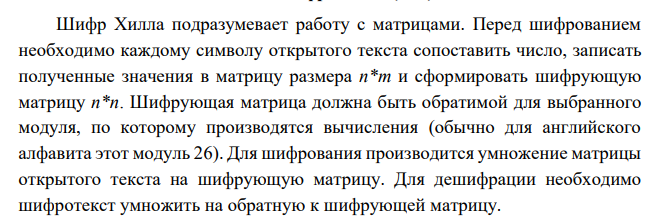 Шифр Хилла подразумевает работу с матрицами. Перед шифрованием
необходимо каждому символу открытого текста сопоставить число, записать
полученные значения в матрицу размера n*m и сформировать шифрующую
матрицу n*n. Шифрующая матрица должна быть обратимой для выбранного
модуля, по которому производятся вычисления (обычно для английского
алфавита этот модуль 26). Для шифрования производится умножение матрицы
открытого текста на шифрующую матрицу. Для дешифрации необходимо
шифротекст умножить на обратную к шифрующей матрицу.